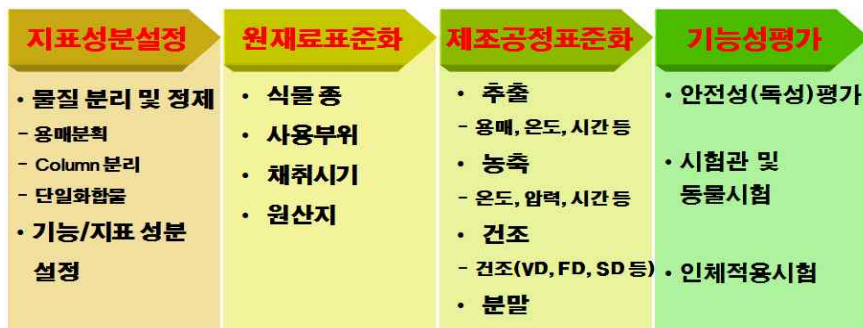 지표성분설정
• 물질 분리 및 정제
- 용매분획
- Column 분리
- 단일화합물
• 기능/지표 성분
설정
원재료표준화
• 식물 종
• 사용부위
• 채취시기
• 원산지
제조공정표준화
• 추출
- 용매, 온도, 시간 등
• 농축
- 온도, 압력, 시간 등
• 건조
- 건조(VD, FD, SD 등)
• 분말
기능성평가
• 안전성(독성)평가
• 시험관 및
동물시험
• 인체적용시험